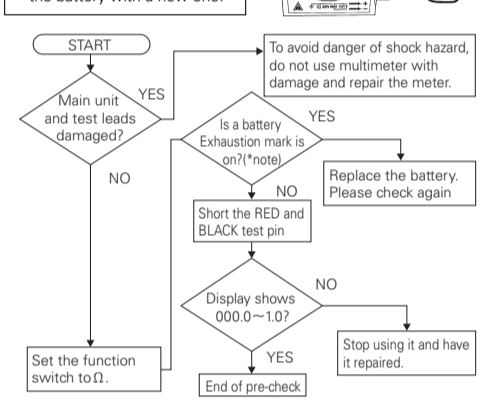 the battery with a new one.
START
Main unit
and test leads
damaged?
YES
To avoid danger of shock hazard,
do not use multimeter with
damage and repair the meter.
NO
Set the function
switch to Ω.
Is a battery
Exhaustion mark is
on?(*note)
YES
Replace the battery.
Please check again
NO
Short the RED and
BLACK test pin
Display shows
000.0~1.0?
NO
Stop using it and have
it repaired.
YES
End of pre-check